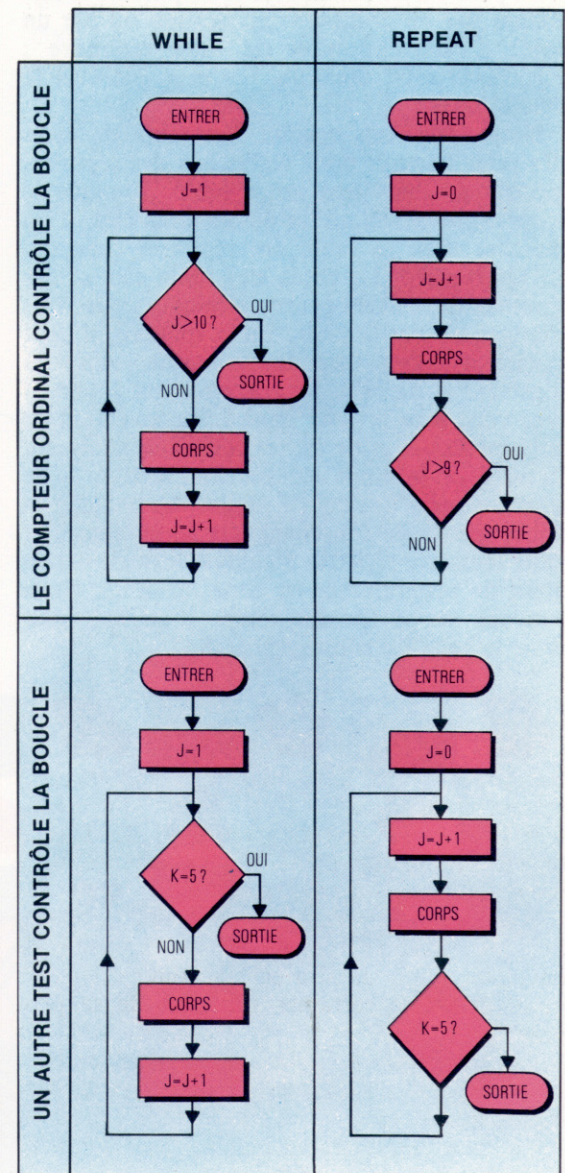 WHILE
REPEAT
LE COMPTEUR ORDINAL CONTRÔLE LA BOUCLE
ENTRER
J=1
J>10?
OUI
SORTIE
NON
CORPS
J=J+1
ENTRER
J=0
J=J+1
CORPS
J>9?
OUI
SORTIE
NON
UN AUTRE TEST CONTRÔLE LA BOUCLE
ENTRER
J=1
K=5?
OUI
SORTIE
NON
CORPS
J=J+1
ENTRER
J=0
J=J+1
CORPS
K=5?
SORTIE